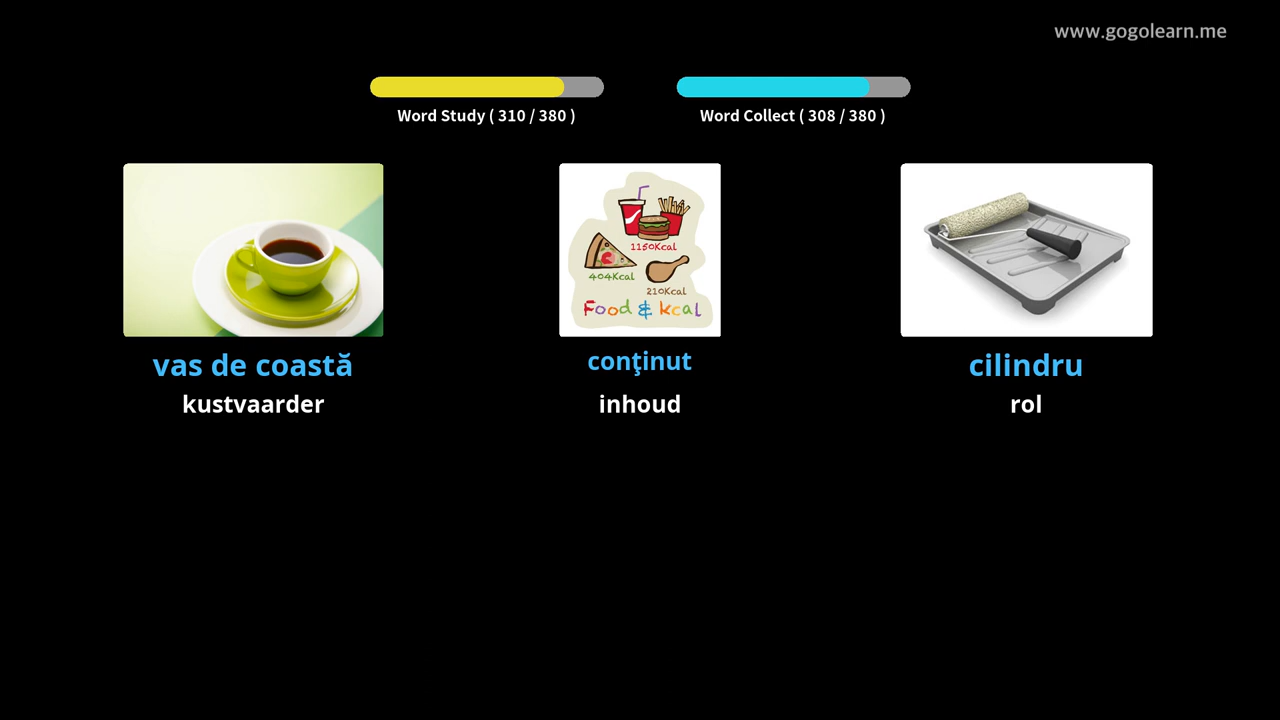 www.gogolearn.me
Word Study ( 310 / 380 )
Word Collect ( 308 / 380 )
1150Kcal
404Kcal
210Kcal
Food & kcal
vas de coastă
conţinut
cilindru
kustvaarder
inhoud
rol